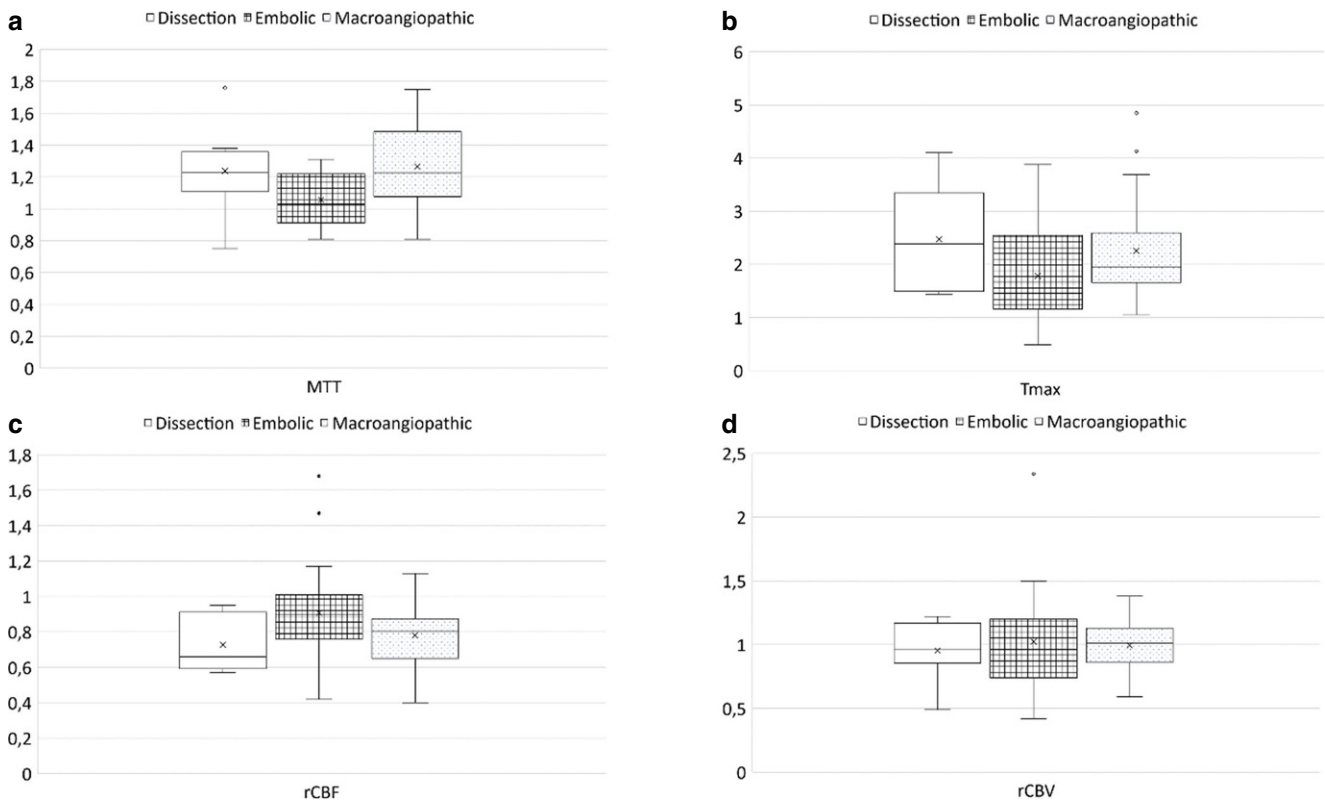 a
Dissection Embolic Macroangiopathic
2
1,8
1,6
1,4
1,2
1
0,8
0,6
0,4
0,2
0
MTT
b
Dissection Embolic Macroangiopathic
6
5
4
3
2
1
0
Tmax
c
Dissection Embolic Macroangiopathic
1,8
1,6
1,4
1,2
1
0,8
0,6
0,4
0,2
0
rCBF
d
Dissection Embolic Macroangiopathic
2,5
2
1,5
1
0,5
0
rCBV